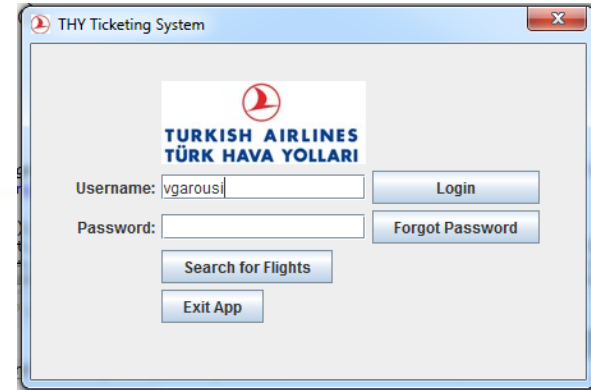 THY Ticketing System
TURKISH AIRLINES
TÜRK HAVA YOLLARI
Username: vgarousi Login
Password: Forgot Password
Search for Flights
Exit App